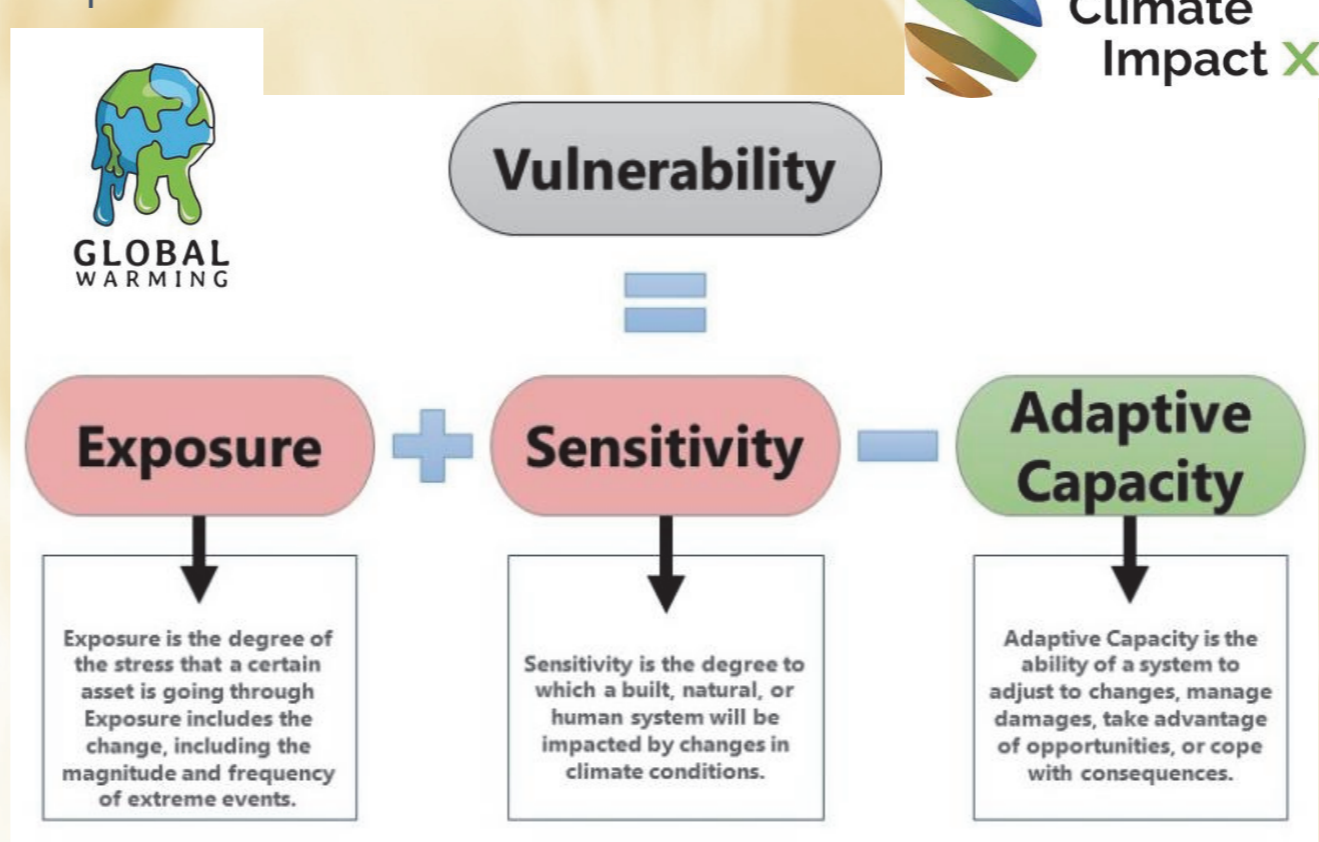 Climate
Impact X
GLOBAL
WARMING
Vulnerability
Exposure
Sensitivity
Adaptive
Capacity
Exposure is the degree of
the stress that a certain
asset is going through
Exposure includes the
change, including the
magnitude and frequency
of extreme events.
Sensitivity is the degree to
which a built, natural, or
human system will be
impacted by changes in
climate conditions.
Adaptive Capacity is the
ability of a system to
adjust to changes, manage
damages, take advantage
of opportunities, or cope
with consequences.